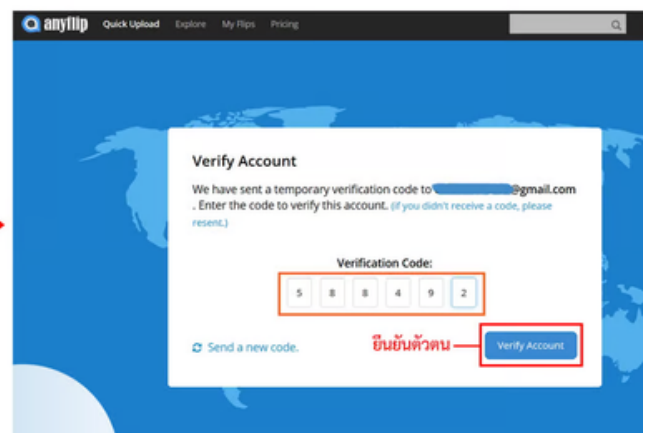 anyflip Quick Upload Explore My Flips Pricing
Verify Account
We have sent a temporary verification code to @gmail.com
. Enter the code to verify this account. (if you didn't receive a code, please
resent.)
Verification Code:
5 8 8 4 9 2
Send a new code. ยืนยันตัวตน Verify Account